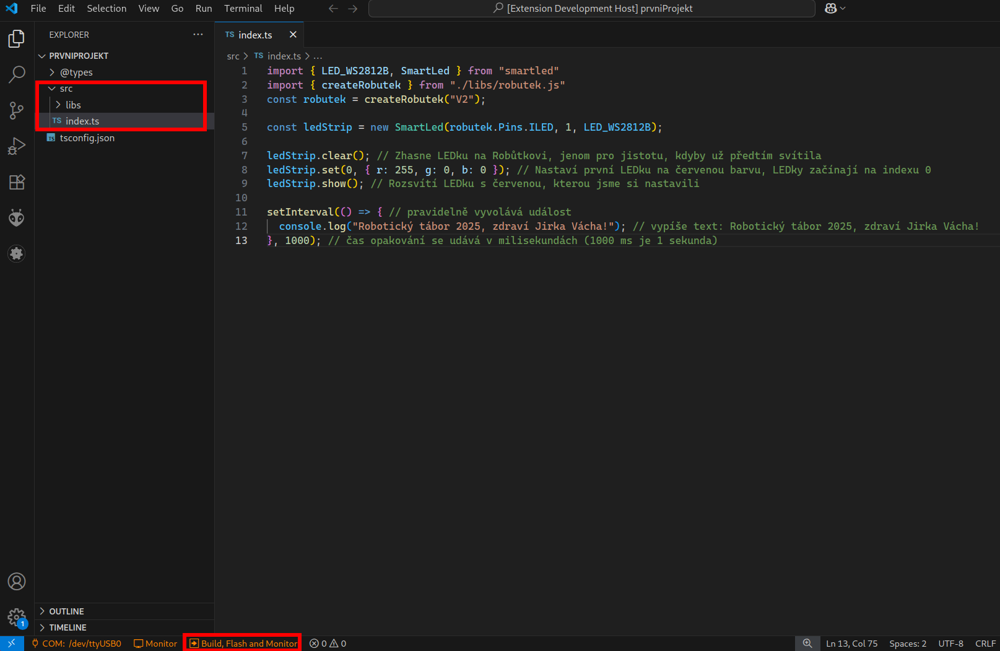 File Edit Selection View Go Run Terminal Help
[Extension Development Host] prvniProjekt
EXPLORER
PRVNIPROJEKT
@types
src
libs
TS index.ts
tsconfig.json
OUTLINE
TIMELINE
TS index.ts
src > TS index.ts > ...
1 import { LED_WS2812B, SmartLed } from "smartled"
2 import { createRobutek } from "./libs/robutek.js"
3 const robutek = createRobutek("V2");
4
5 const ledStrip = new SmartLed(robutek.Pins.ILED, 1, LED_WS2812B);
6
7 ledStrip.clear(); // Zhasne LEDku na Robůtkovi, jenom pro jistotu, kdyby už předtím svítila
8 ledStrip.set(0, { r: 255, g: 0, b: 0 }); // Nastaví první LEDku na červenou barvu, LEDky začínají na indexu 0
9 ledStrip.show(); // Rozsvítí LEDku s červenou, kterou jsme si nastavili
10
11 setInterval(() => { // pravidelně vyvolává událost
12 console.log("Robotický tábor 2025, zdraví Jirka Vácha!"); // vypíše text: Robotický tábor 2025, zdraví Jirka Vácha!
13 }, 1000); // čas opakování se udává v milisekundách (1000 ms je 1 sekunda)
1
COM: /dev/ttyUSB0 Monitor Build, Flash and Monitor 0 0 Ln 13, Col 75 Spaces: 2 UTF-8 CRLF